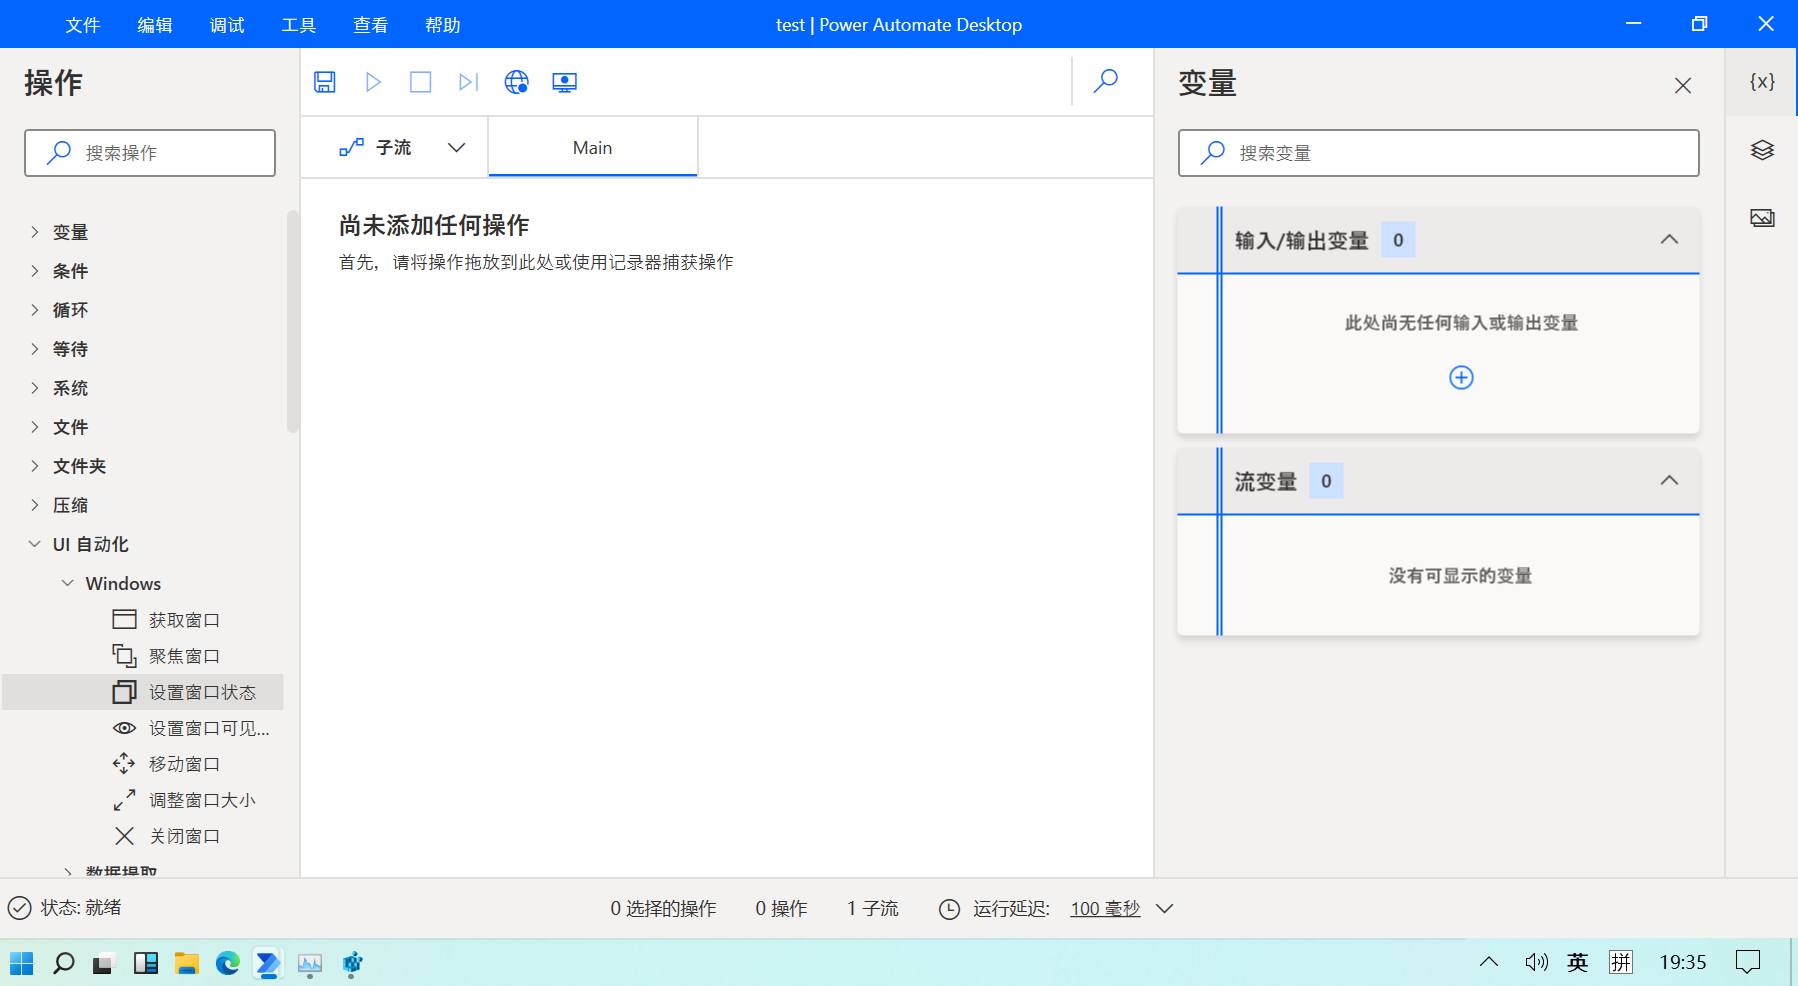 文件 编辑 调试 工具 查看 帮助
test | Power Automate Desktop
操作
搜索操作
变量
条件
循环
等待
系统
文件
文件夹
压缩
UI 自动化
Windows
获取窗口
聚焦窗口
设置窗口状态
设置窗口可见...
移动窗口
调整窗口大小
关闭窗口
数据提取
子流
Main
尚未添加任何操作
首先，请将操作拖放到此处或使用记录器捕获操作
变量
{x}
搜索变量
输入/输出变量 0
此处尚无任何输入或输出变量
流变量 0
没有可显示的变量
状态: 就绪
0 选择的操作
0 操作
1 子流
运行延迟: 100 毫秒
英
拼
19:35